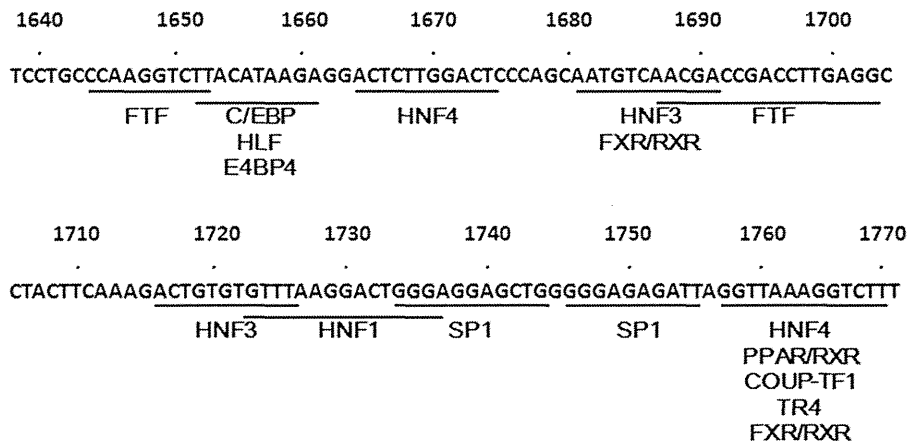 1640 1650 1660 1670 1680 1690 1700
TCCTGCCCAAGGTCTTACATAAGAGGACTCTTGGACTCCCAGCAATGTCAACGACCGACCTTGAGGC
FTF C/EBP HNF4 HNF3 FTF
HLF FXR/RXR
E4BP4
1710 1720 1730 1740 1750 1760 1770
CTACTTCAAAGACTGTGTGTTTAAGGACTGGGAGGAGCTGGGGGAGAGATTAGGTTAAAGGTCTTT
HNF3 HNF1 SP1 SP1 HNF4
PPAR/RXR
COUP-TF1
TR4
FXR/RXR